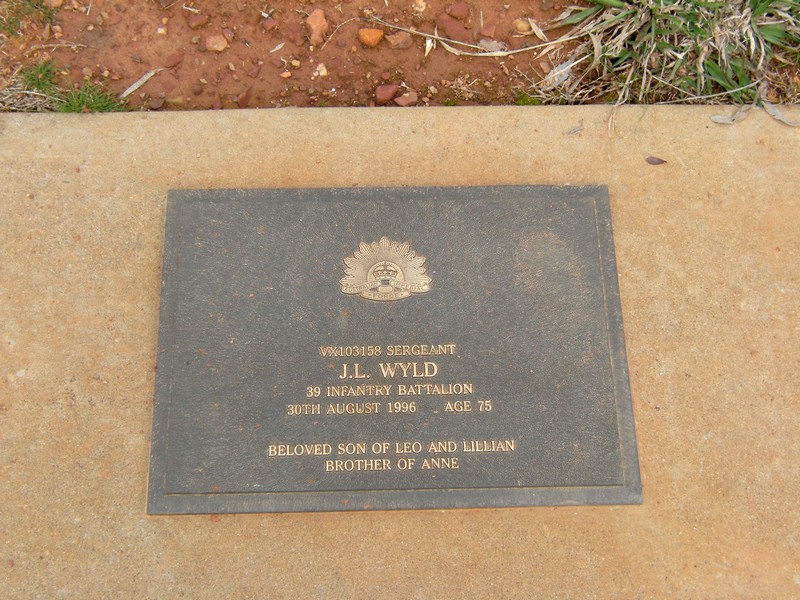 VX103158 SERGEANT
J.L. WYLD
39 INFANTRY BATTALION
30TH AUGUST 1996 AGE 75
BELOVED SON OF LEO AND LILLIAN
BROTHER OF ANNE